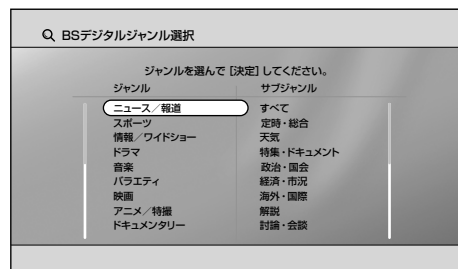 BSデジタルジャンル選択
ジャンルを選んで［決定］してください。
ジャンル
サブジャンル
ニュース／報道
すべて
スポーツ
定時・総合
情報／ワイドショー
天気
ドラマ
特集・ドキュメント
音楽
政治・国会
バラエティ
経済・市況
映画
海外・国際
アニメ／特撮
解説
ドキュメンタリー
討論・会談